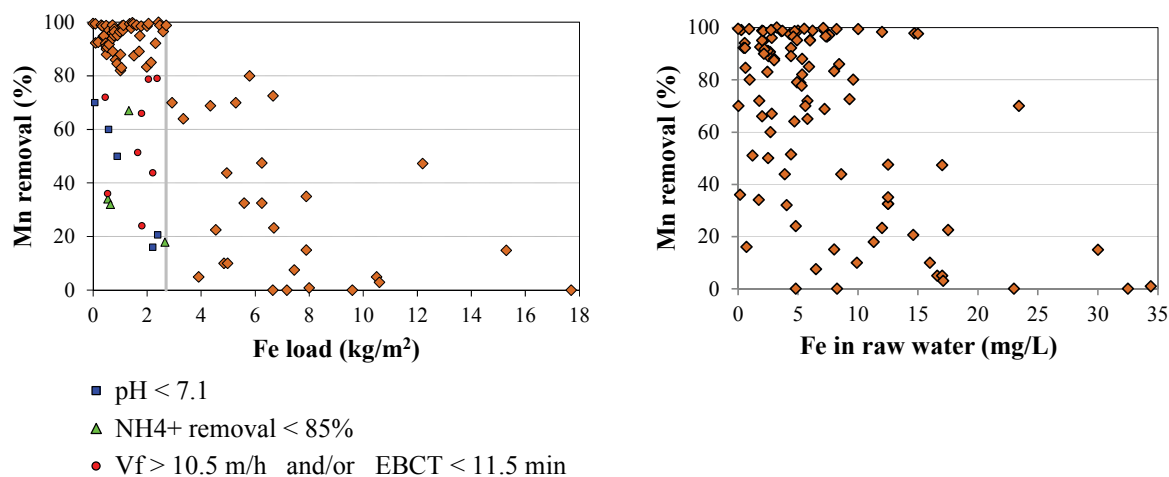 Mn removal (%)
100
80
60
40
20
0
0 2 4 6 8 10 12 14 16 18
Fe load (kg/m²)
pH < 7.1
NH4+ removal < 85%
Vf > 10.5 m/h and/or EBCT < 11.5 min
Mn removal (%)
100
80
60
40
20
0
0 5 10 15 20 25 30 35
Fe in raw water (mg/L)